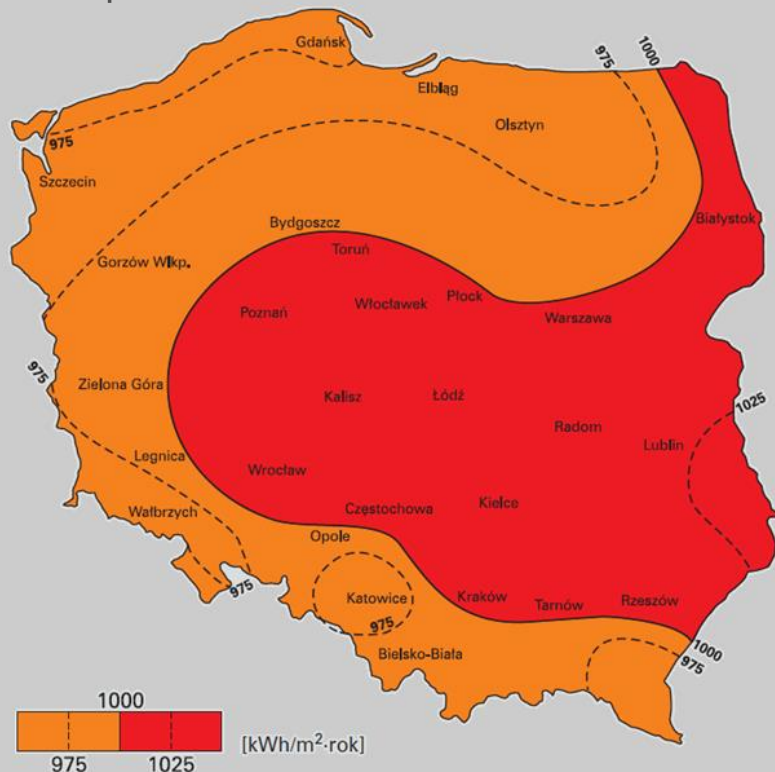 Gdańsk
975
1000
Elbląg
Olsztyn
975
Szczecin
Białystok
Bydgoszcz
Toruń
Gorzów Wlkp.
Włocławek
Płock
Poznań
Warszawa
975
Zielona Góra
Kalisz
Łódź
1025
Radom
Lublin
Legnica
Wrocław
Wałbrzych
Częstochowa
Kielce
Opole
975
Katowice
Kraków
Tarnów
Rzeszów
975
1000
Bielsko-Biała
975
1000
[kWh/m²·rok]
975
1025